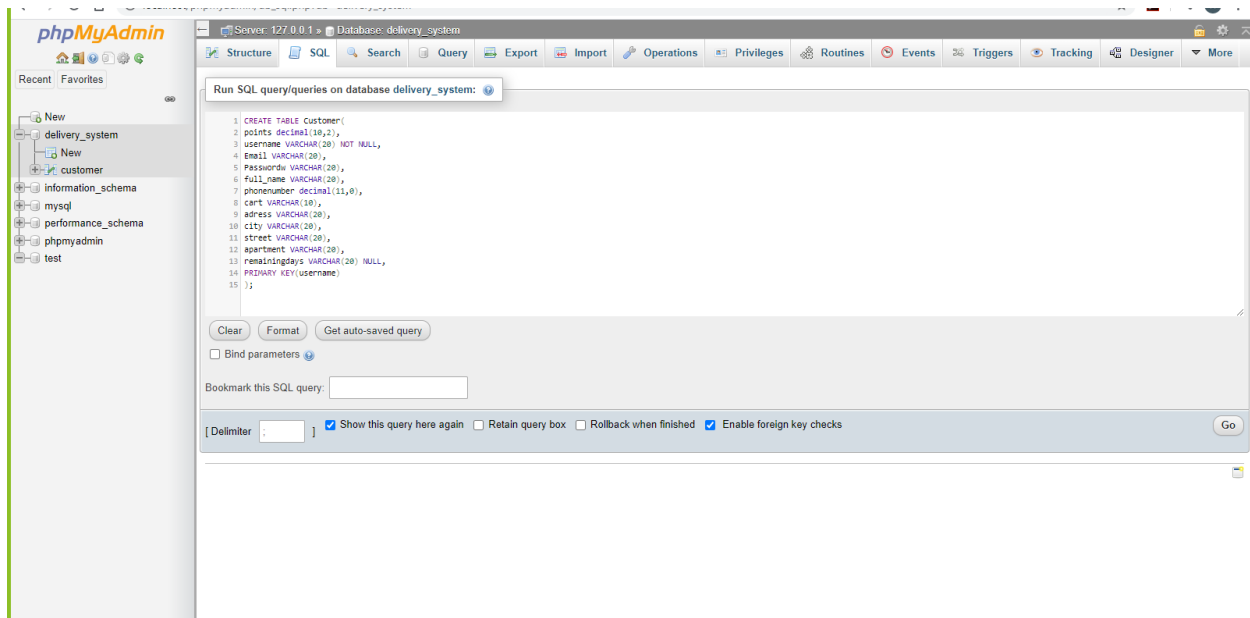 phpMyAdmin
Recent Favorites
New
delivery_system
New
customer
information_schema
mysql
performance_schema
phpmyadmin
test
Server: 127.0.0.1 » Database: delivery_system
Structure SQL Search Query Export Import Operations Privileges Routines Events Triggers Tracking Designer More
Run SQL query/queries on database delivery_system:
1 CREATE TABLE Customer(
2 points decimal(10,2),
3 username VARCHAR(20) NOT NULL,
4 Email VARCHAR(20),
5 Passwordw VARCHAR(20),
6 full_name VARCHAR(20),
7 phonenumber decimal(11,0),
8 cart VARCHAR(10),
9 adress VARCHAR(20),
10 city VARCHAR(20),
11 street VARCHAR(20),
12 apartment VARCHAR(20),
13 remainingdays VARCHAR(20) NULL,
14 PRIMARY KEY(username)
15 );
Clear Format Get auto-saved query
Bind parameters
Bookmark this SQL query:
[ Delimiter ; ] Show this query here again Retain query box Rollback when finished Enable foreign key checks Go